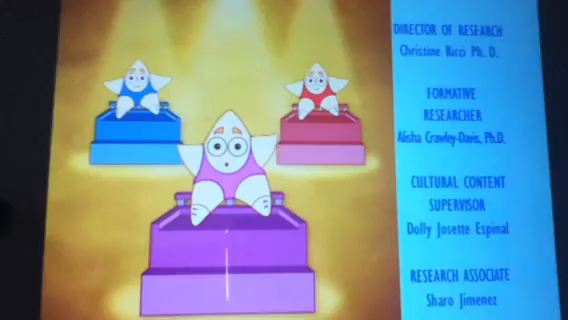 DIRECTOR OF RESEARCH
Christine Ricci Ph. D.
FORMATIVE
RESEARCHER
Alisha Crawley-Davis, Ph.D.
CULTURAL CONTENT
SUPERVISOR
Dolly Josette Espinal
RESEARCH ASSOCIATE
Sharo Jimenez